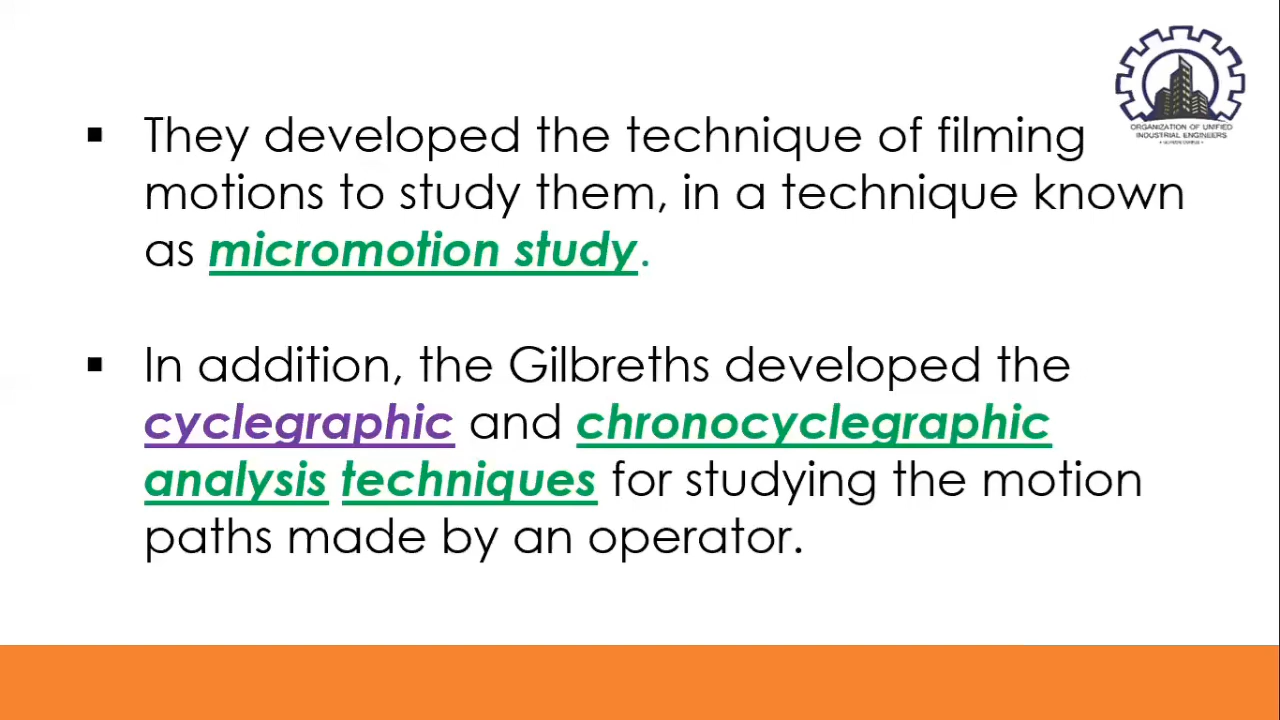 ORGANIZATION OF UNIFIED
INDUSTRIAL ENGINEERS
▪ They developed the technique of filming
motions to study them, in a technique known
as micromotion study.
▪ In addition, the Gilbreths developed the
cyclegraphic and chronocyclegraphic
analysis techniques for studying the motion
paths made by an operator.